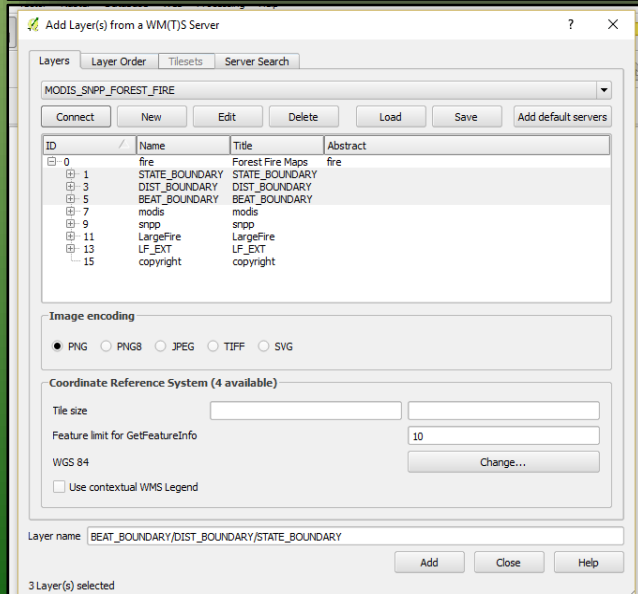 Add Layer(s) from a WM(T)S Server ? X
Layers Layer Order Tilesets Server Search
MODIS_SNPP_FOREST_FIRE
Connect New Edit Delete Load Save Add default servers
ID Name Title Abstract
0 fire Forest Fire Maps fire
1 STATE_BOUNDARY STATE_BOUNDARY
3 DIST_BOUNDARY DIST_BOUNDARY
5 BEAT_BOUNDARY BEAT_BOUNDARY
7 modis modis
9 snpp snpp
11 LargeFire LargeFire
13 LF_EXT LF_EXT
15 copyright copyright
Image encoding
PNG PNG8 JPEG TIFF SVG
Coordinate Reference System (4 available)
Tile size
Feature limit for GetFeatureInfo 10
WGS 84 Change...
Use contextual WMS Legend
Layer name BEAT_BOUNDARY/DIST_BOUNDARY/STATE_BOUNDARY
Add Close Help
3 Layer(s) selected